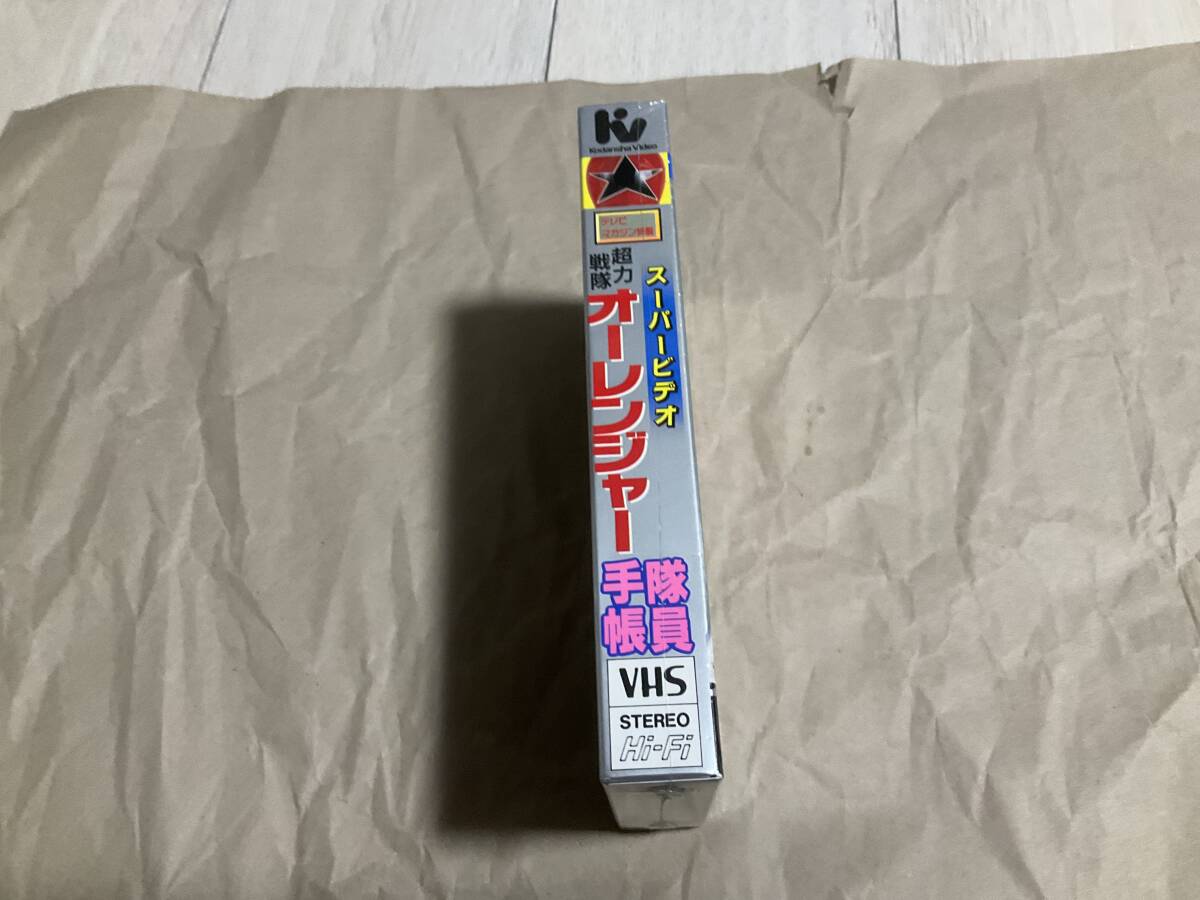 Kodansha Video
テレビ
マガジン特製
超力
戦隊
オーレンジャー
スーパービデオ
隊員
手帳
VHS
STEREO
Hi-Fi